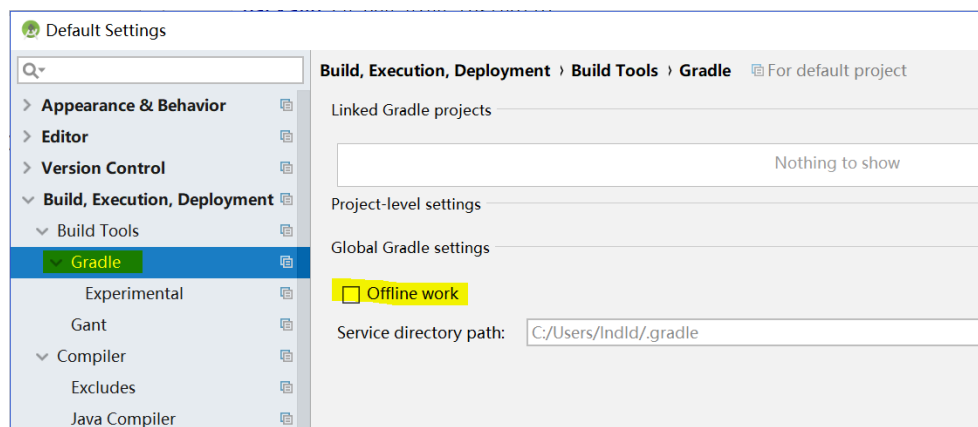 Default Settings
Build, Execution, Deployment › Build Tools › Gradle For default project
Appearance & Behavior
Editor
Version Control
Build, Execution, Deployment
Build Tools
Gradle
Experimental
Gant
Compiler
Excludes
Java Compiler
Linked Gradle projects
Nothing to show
Project-level settings
Global Gradle settings
Offline work
Service directory path: C:/Users/lndld/.gradle